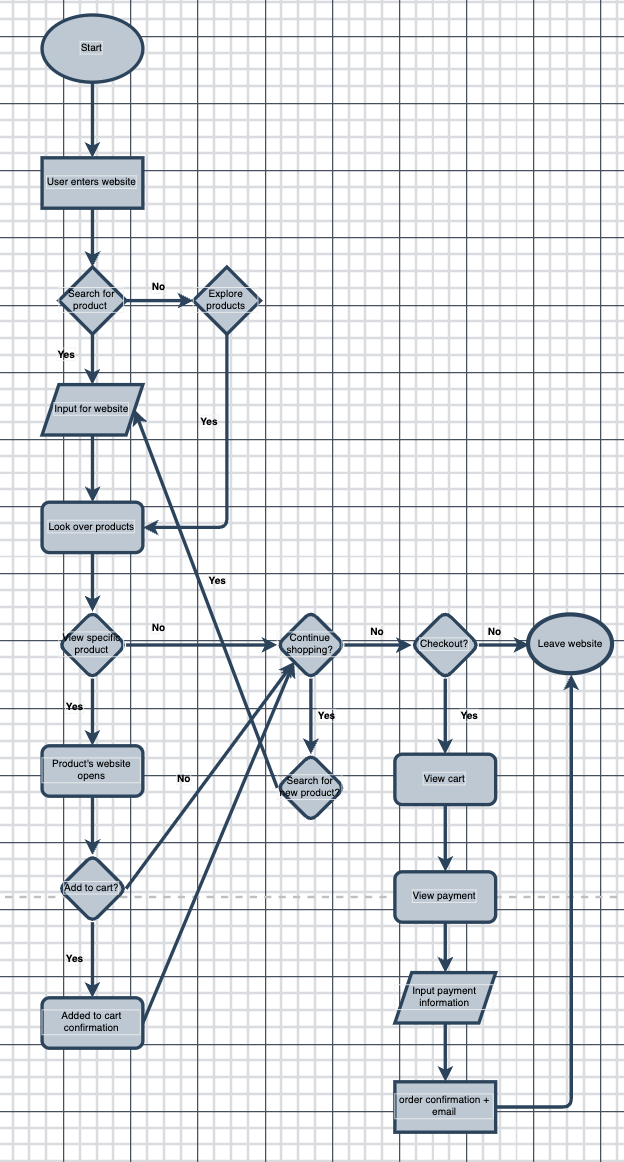 Start
User enters website
Search for
product
No
Explore
products
Yes
Input for website
Yes
Look over products
Yes
View specific
product
No
Continue
shopping?
No
Checkout?
No
Leave website
Yes
Yes
Yes
Product's website
opens
No
Search for
new product?
View cart
Add to cart?
View payment
Yes
Added to cart
confirmation
Input payment
information
order confirmation +
email